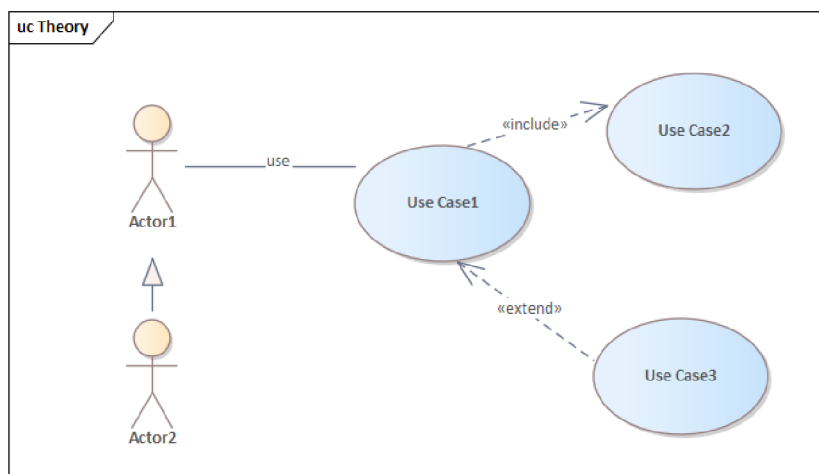 uc Theory
«include»
Use Case2
use
Use Case1
Actor1
«extend»
Use Case3
Actor2